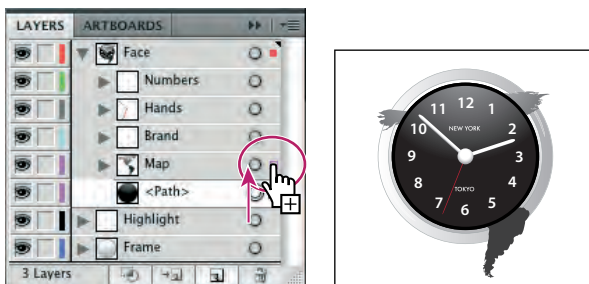 LAYERS ARTBOARDS
Face
Numbers
Hands
Brand
Map
<Path>
Highlight
Frame
3 Layers
12
11 1
10 NEW YORK 2
9 3
8 TOKYO 4
7 6 5